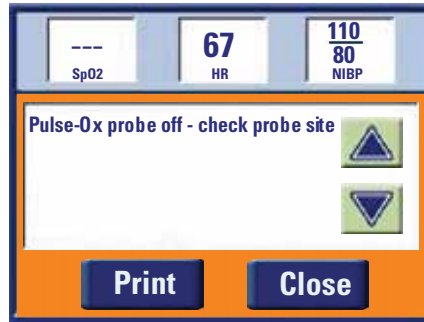 ---
SpO2
67
HR
110
80
NIBP
Pulse-Ox probe off - check probe site
Print
Close